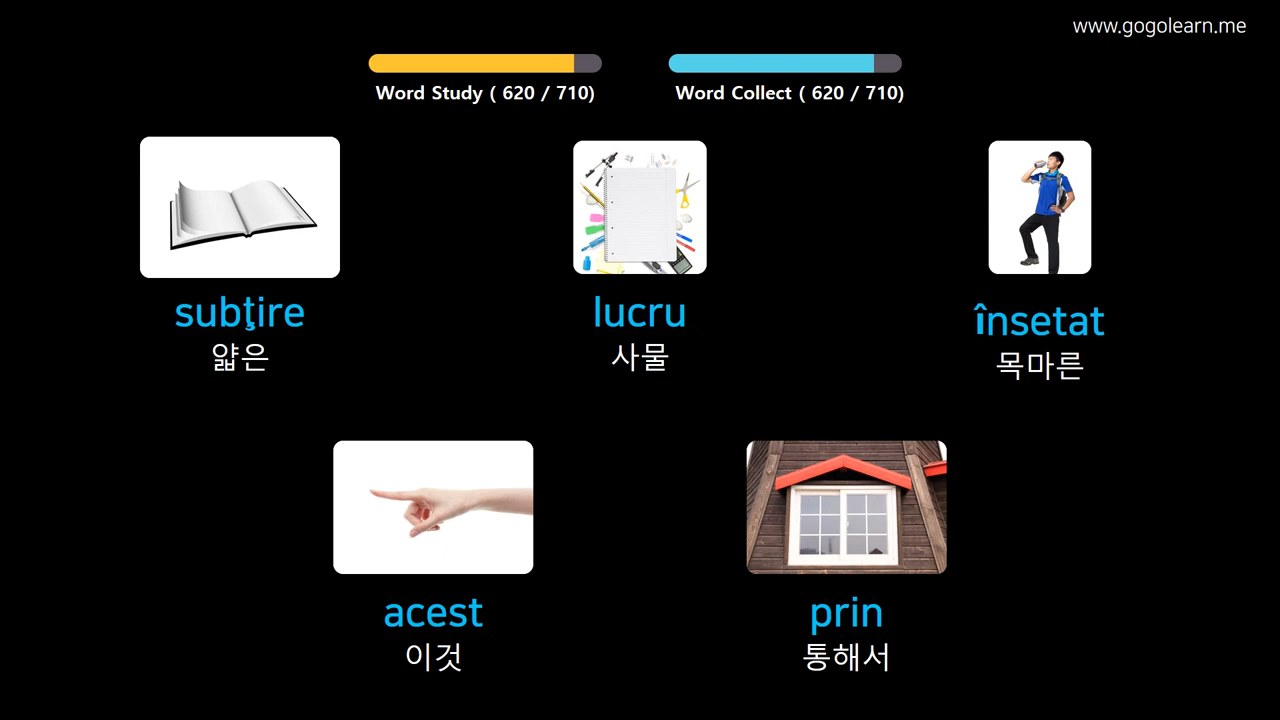 www.gogolearn.me
Word Study ( 620 / 710)
Word Collect ( 620 / 710)
subţire
얇은
lucru
사물
însetat
목마른
acest
이것
prin
통해서